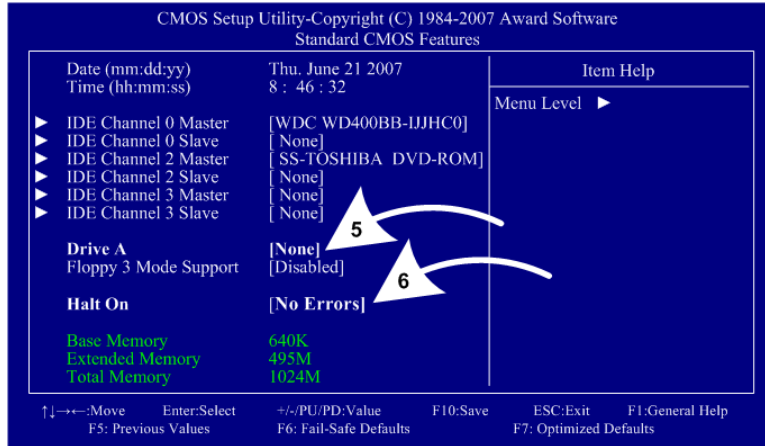 CMOS Setup Utility-Copyright (C) 1984-2007 Award Software
Standard CMOS Features
Date (mm:dd:yy) Thu. June 21 2007
Time (hh:mm:ss) 8 : 46 : 32
Item Help
Menu Level ►
► IDE Channel 0 Master [WDC WD400BB-IJJHC0]
► IDE Channel 0 Slave [ None]
► IDE Channel 2 Master [ SS-TOSHIBA DVD-ROM]
► IDE Channel 2 Slave [ None]
► IDE Channel 3 Master [ None]
► IDE Channel 3 Slave [ None]
5
Drive A [None]
Floppy 3 Mode Support [Disabled]
6
Halt On [No Errors]
Base Memory 640K
Extended Memory 495M
Total Memory 1024M
↑↓→←:Move Enter:Select +/-/PU/PD:Value F10:Save ESC:Exit F1:General Help
F5: Previous Values F6: Fail-Safe Defaults F7: Optimized Defaults